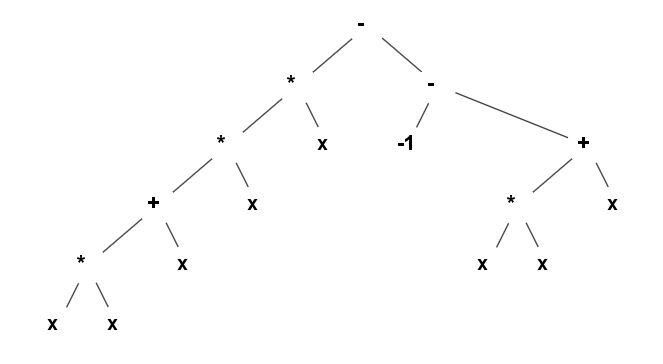 -
* -
* x -1 +
+ x * x
* x x x
x x